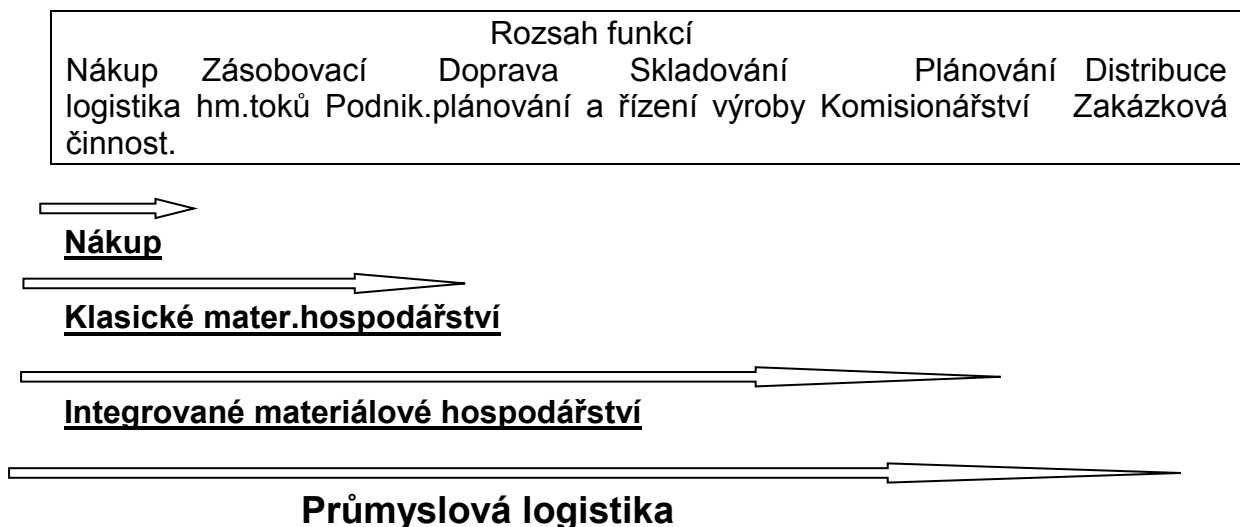 Rozsah funkcí
Nákup Zásobovací Doprava Skladování Plánování Distribuce
logistika hm.toků Podnik.plánování a řízení výroby Komisionářství Zakázková
činnost.
Nákup
Klasické mater.hospodářství
Integrované materiálové hospodářství
Průmyslová logistika